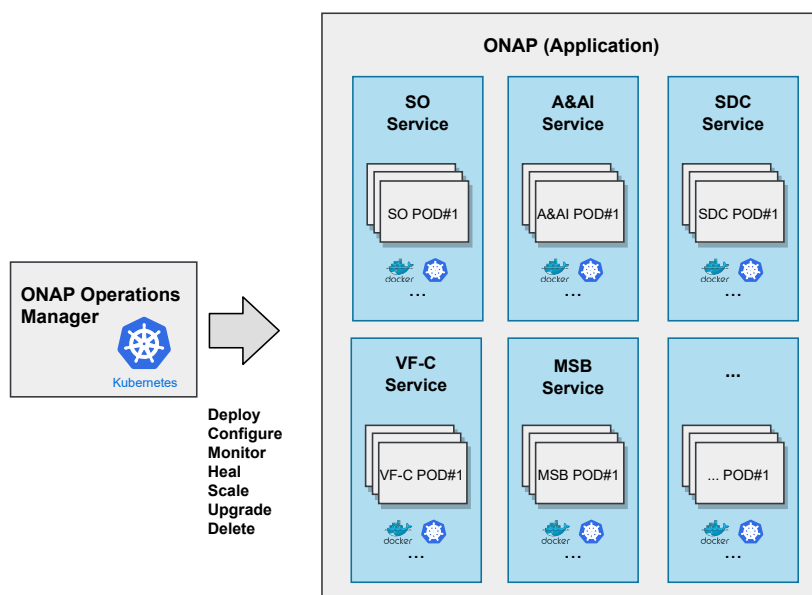 ONAP (Application)
SO
Service
A&AI
Service
SDC
Service
SO POD#1
A&AI POD#1
SDC POD#1
docker
docker
docker
...
...
...
ONAP Operations
Manager
Kubernetes
Deploy
Configure
Monitor
Heal
Scale
Upgrade
Delete
VF-C
Service
MSB
Service
...
VF-C POD#1
MSB POD#1
... POD#1
docker
docker
docker
...
...
...